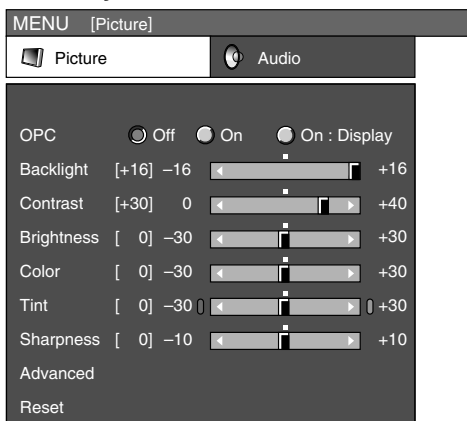 MENU [Picture]
Picture Audio
OPC Off On On : Display
Backlight [+16] –16 +16
Contrast [+30] 0 +40
Brightness [ 0] –30 +30
Color [ 0] –30 +30
Tint [ 0] –30 +30
Sharpness [ 0] –10 +10
Advanced
Reset